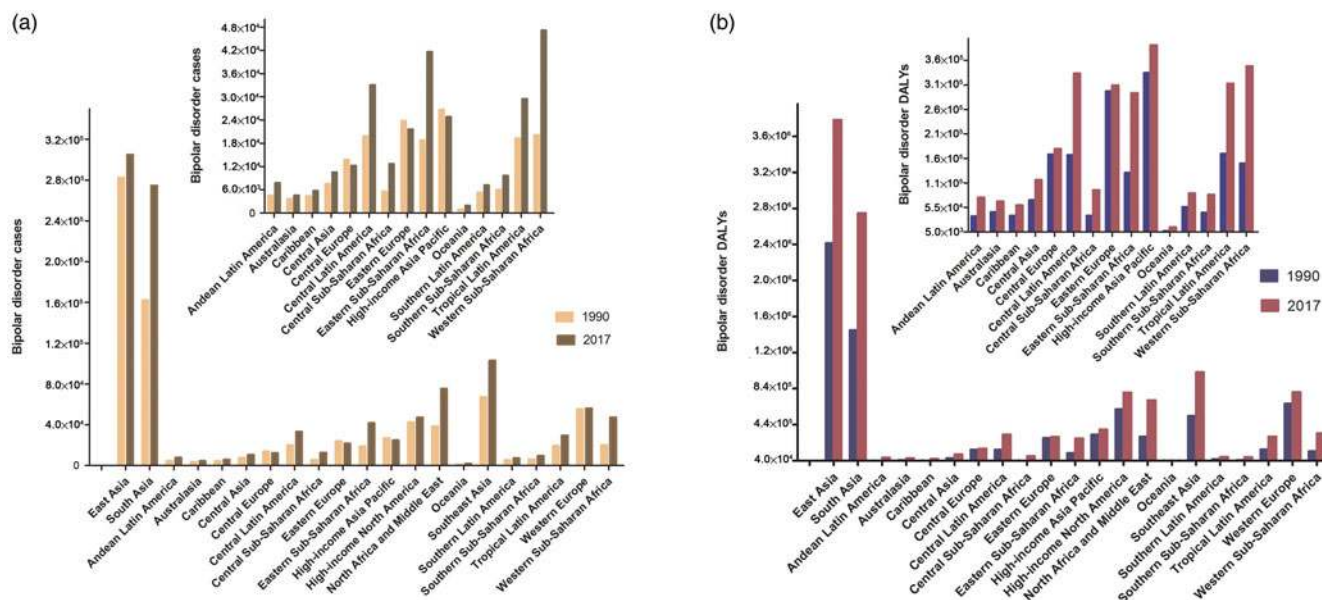 (a)
Bipolar disorder cases
4.8×10⁴
3.6×10⁴
3.0×10⁴
2.4×10⁴
1.8×10⁴
1.2×10⁴
6.0×10³
0
Andean Latin America
Australasia
Caribbean
Central Asia
Central Europe
Central Latin America
Central Sub-Saharan Africa
Eastern Europe
Eastern Sub-Saharan Africa
High-income Asia Pacific
Oceania
Southern Latin America
Southern Sub-Saharan Africa
Tropical Latin America
Western Sub-Saharan Africa
Bipolar disorder cases
3.2×10⁵
2.8×10⁵
2.4×10⁵
2.0×10⁵
1.6×10⁵
1.2×10⁵
8.0×10⁴
4.0×10⁴
0
1990
2017
East Asia
South Asia
Andean Latin America
Australasia
Caribbean
Central Asia
Central Europe
Central Latin America
Central Sub-Saharan Africa
Eastern Europe
Eastern Sub-Saharan Africa
High-income Asia Pacific
High-income North America
North Africa and Middle East
Oceania
Southeast Asia
Southern Latin America
Southern Sub-Saharan Africa
Tropical Latin America
Western Europe
Western Sub-Saharan Africa
(b)
Bipolar disorder DALYs
3.6×10⁵
3.1×10⁵
2.1×10⁵
1.6×10⁵
1.1×10⁵
5.5×10⁴
5.0×10³
Andean Latin America
Australasia
Caribbean
Central Asia
Central Europe
Central Latin America
Central Sub-Saharan Africa
Eastern Europe
Eastern Sub-Saharan Africa
High-income Asia Pacific
Oceania
Southern Latin America
Southern Sub-Saharan Africa
Tropical Latin America
Western Sub-Saharan Africa
Bipolar disorder DALYs
3.6×10⁶
3.2×10⁶
2.8×10⁶
2.4×10⁶
2.0×10⁶
1.6×10⁶
1.2×10⁶
4.0×10⁴
1990
2017
East Asia
South Asia
Andean Latin America
Australasia
Caribbean
Central Asia
Central Europe
Central Latin America
Central Sub-Saharan Africa
Eastern Europe
Eastern Sub-Saharan Africa
High-income Asia Pacific
High-income North America
North Africa and Middle East
Oceania
Southeast Asia
Southern Latin America
Southern Sub-Saharan Africa
Tropical Latin America
Western Europe
Western Sub-Saharan Africa